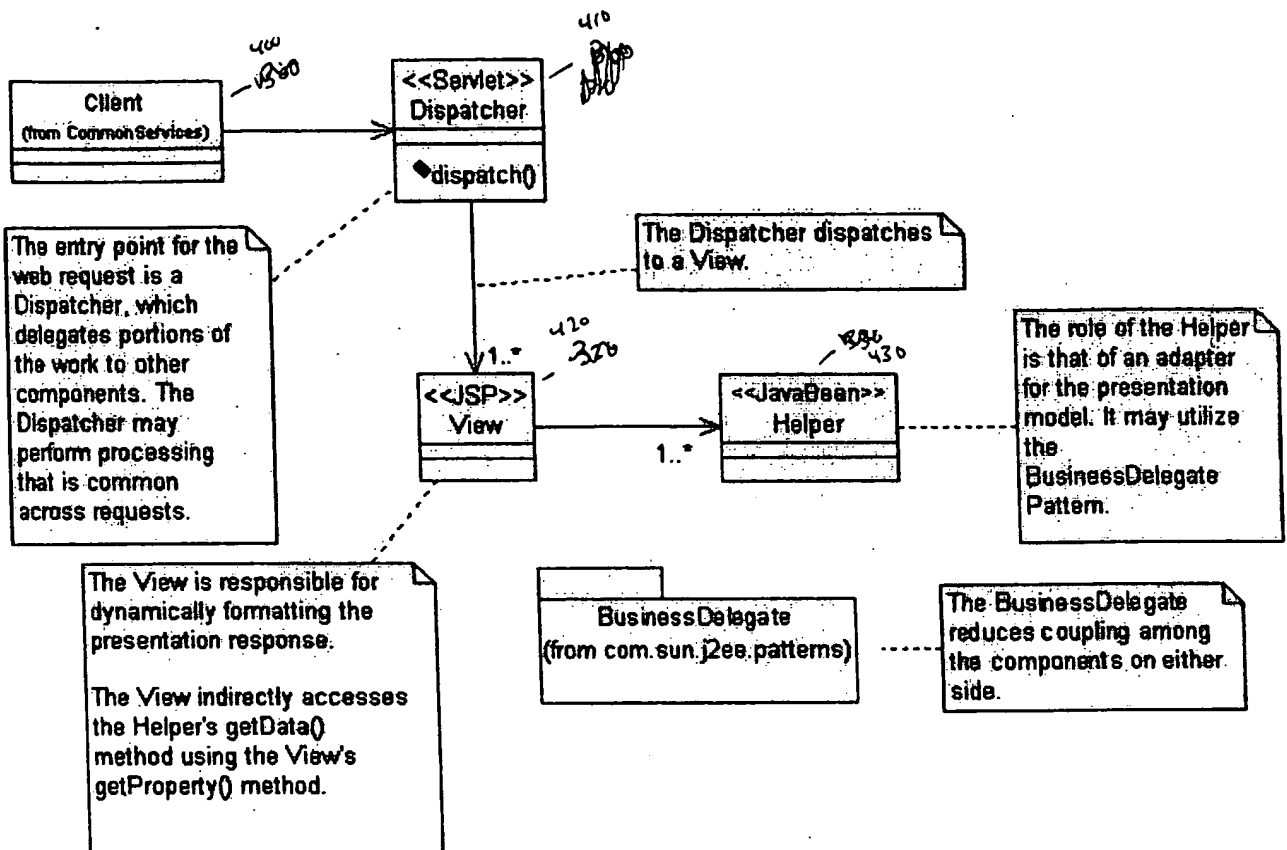 400
Client
(from CommonServices)
410
<<Servlet>>
Dispatcher
dispatch()
The entry point for the
web request is a
Dispatcher, which
delegates portions of
the work to other
components. The
Dispatcher may
perform processing
that is common
across requests.
The Dispatcher dispatches
to a View.
420
320
1..*
<<JSP>>
View
1..*
430
<<JavaBean>>
Helper
The role of the Helper
is that of an adapter
for the presentation
model. It may utilize
the
BusinessDelegate
Pattern.
The View is responsible for
dynamically formatting the
presentation response.
The View indirectly accesses
the Helper's getData()
method using the View's
getProperty() method.
BusinessDelegate
(from com.sun.j2ee.patterns)
The BusinessDelegate
reduces coupling among
the components on either
side.